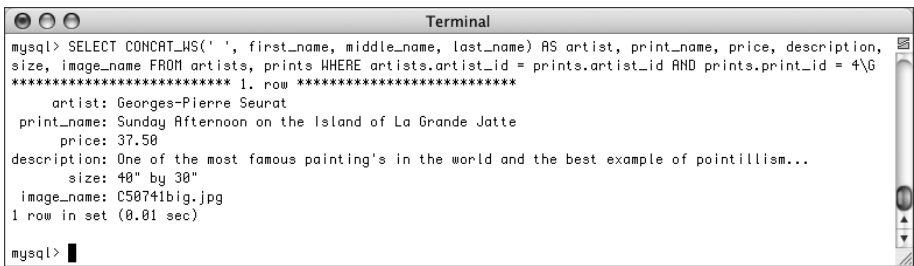 Terminal
mysql> SELECT CONCAT_WS(' ', first_name, middle_name, last_name) AS artist, print_name, price, description,
size, image_name FROM artists, prints WHERE artists.artist_id = prints.artist_id AND prints.print_id = 4\G
*************************** 1. row ***************************
artist: Georges-Pierre Seurat
print_name: Sunday Afternoon on the Island of La Grande Jatte
price: 37.50
description: One of the most famous painting's in the world and the best example of pointillism...
size: 40" by 30"
image_name: C50741big.jpg
1 row in set (0.01 sec)
mysql>